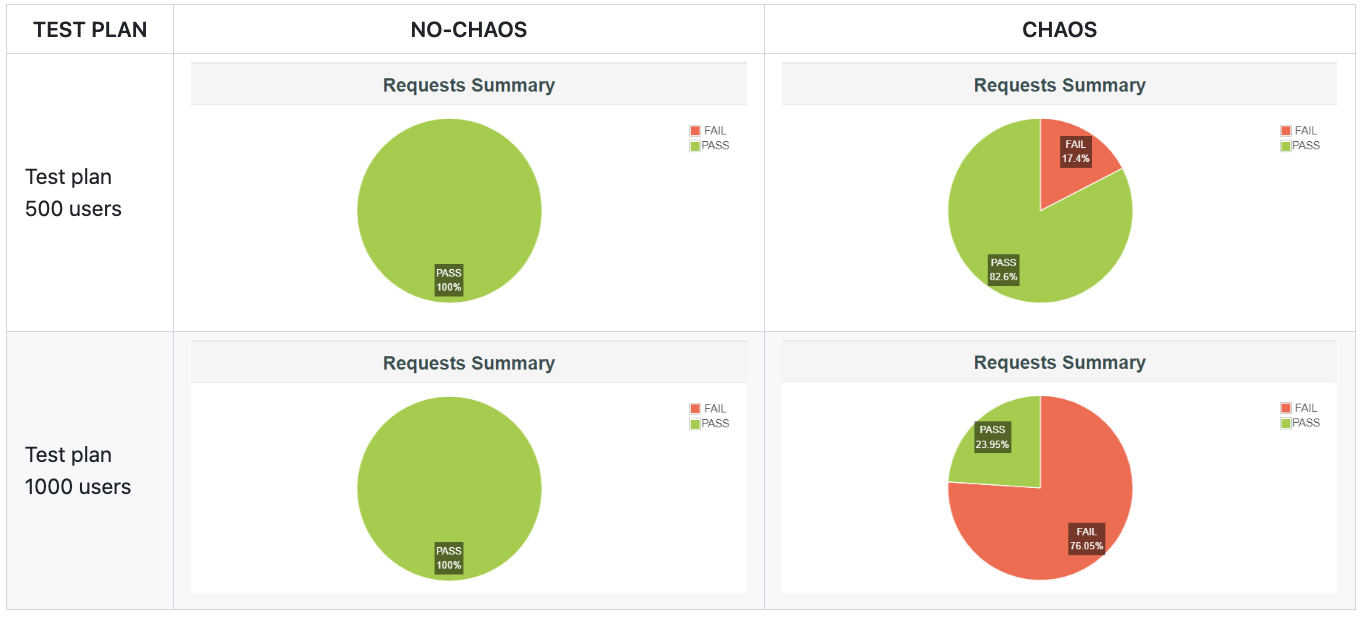 TEST PLAN
NO-CHAOS
CHAOS
Test plan
500 users
Requests Summary
FAIL
PASS
PASS
100%
Requests Summary
FAIL
PASS
FAIL
17.4%
PASS
82.6%
Test plan
1000 users
Requests Summary
FAIL
PASS
PASS
100%
Requests Summary
FAIL
PASS
PASS
23.95%
FAIL
76.05%